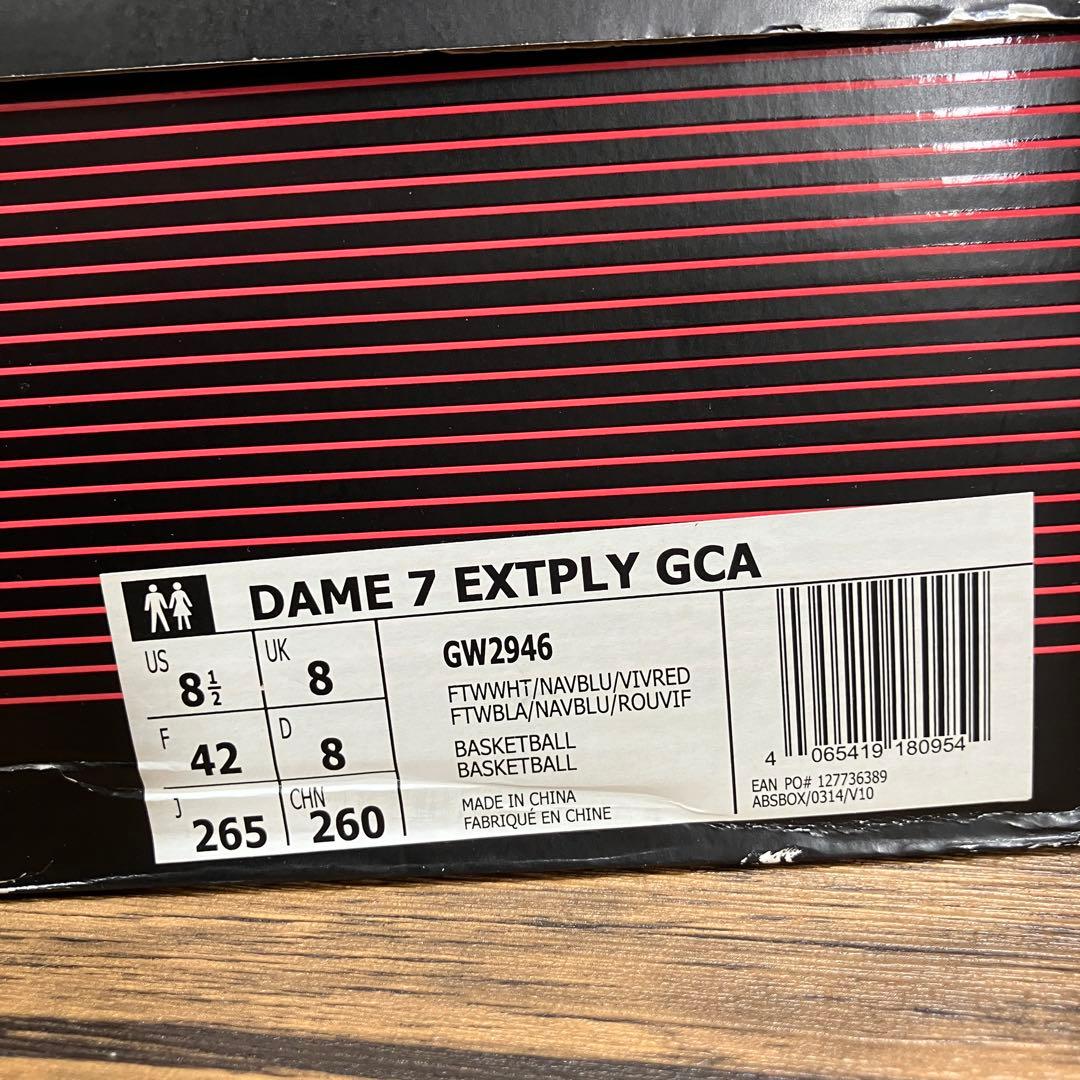 DAME 7 EXTPLY GCA
US 8½ UK 8
F 42 D 8
J 265 CHN 260
GW2946
FTWWHT/NAVBLU/VIVRED
FTWBLA/NAVBLU/ROUVIF
BASKETBALL
BASKETBALL
MADE IN CHINA
FABRIQUÉ EN CHINE
4 065419 180954
EAN PO# 127736389
ABSBOX/0314/V10